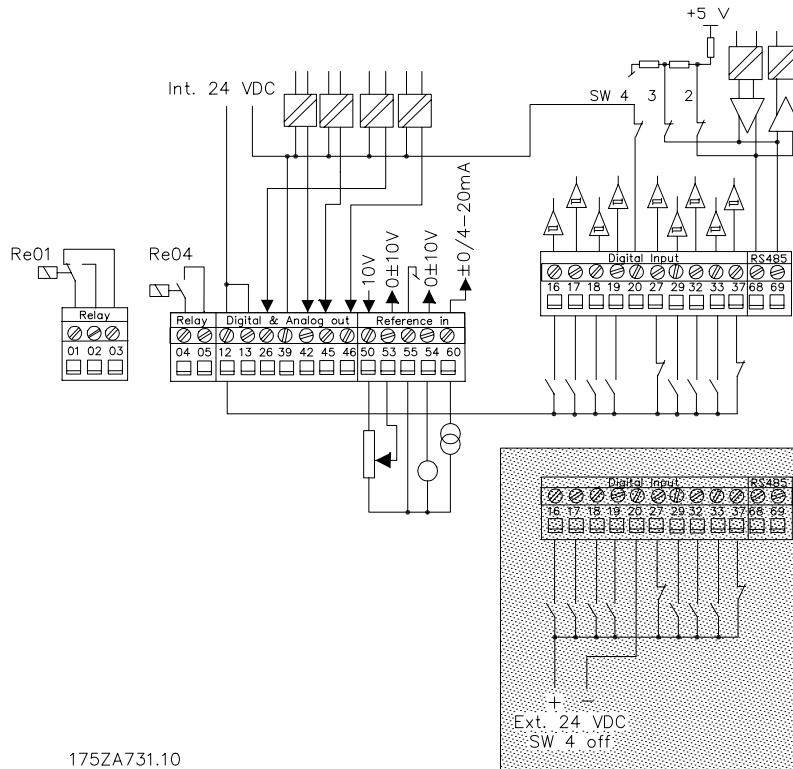 +5 V
Int. 24 VDC
SW 4 3 2
10V
0±10V
0±10V
±0/4-20mA
Re01
Re04
Digital Input RS485
16 17 18 19 20 27 29 32 33 37 68 69
Relay
01 02 03
Relay Digital & Analog out Reference in
04 05 12 13 26 39 42 45 46 50 53 55 54 60
Digital Input RS485
16 17 18 19 20 27 29 32 33 37 68 69
+ −
Ext. 24 VDC
SW 4 off
175ZA731.10